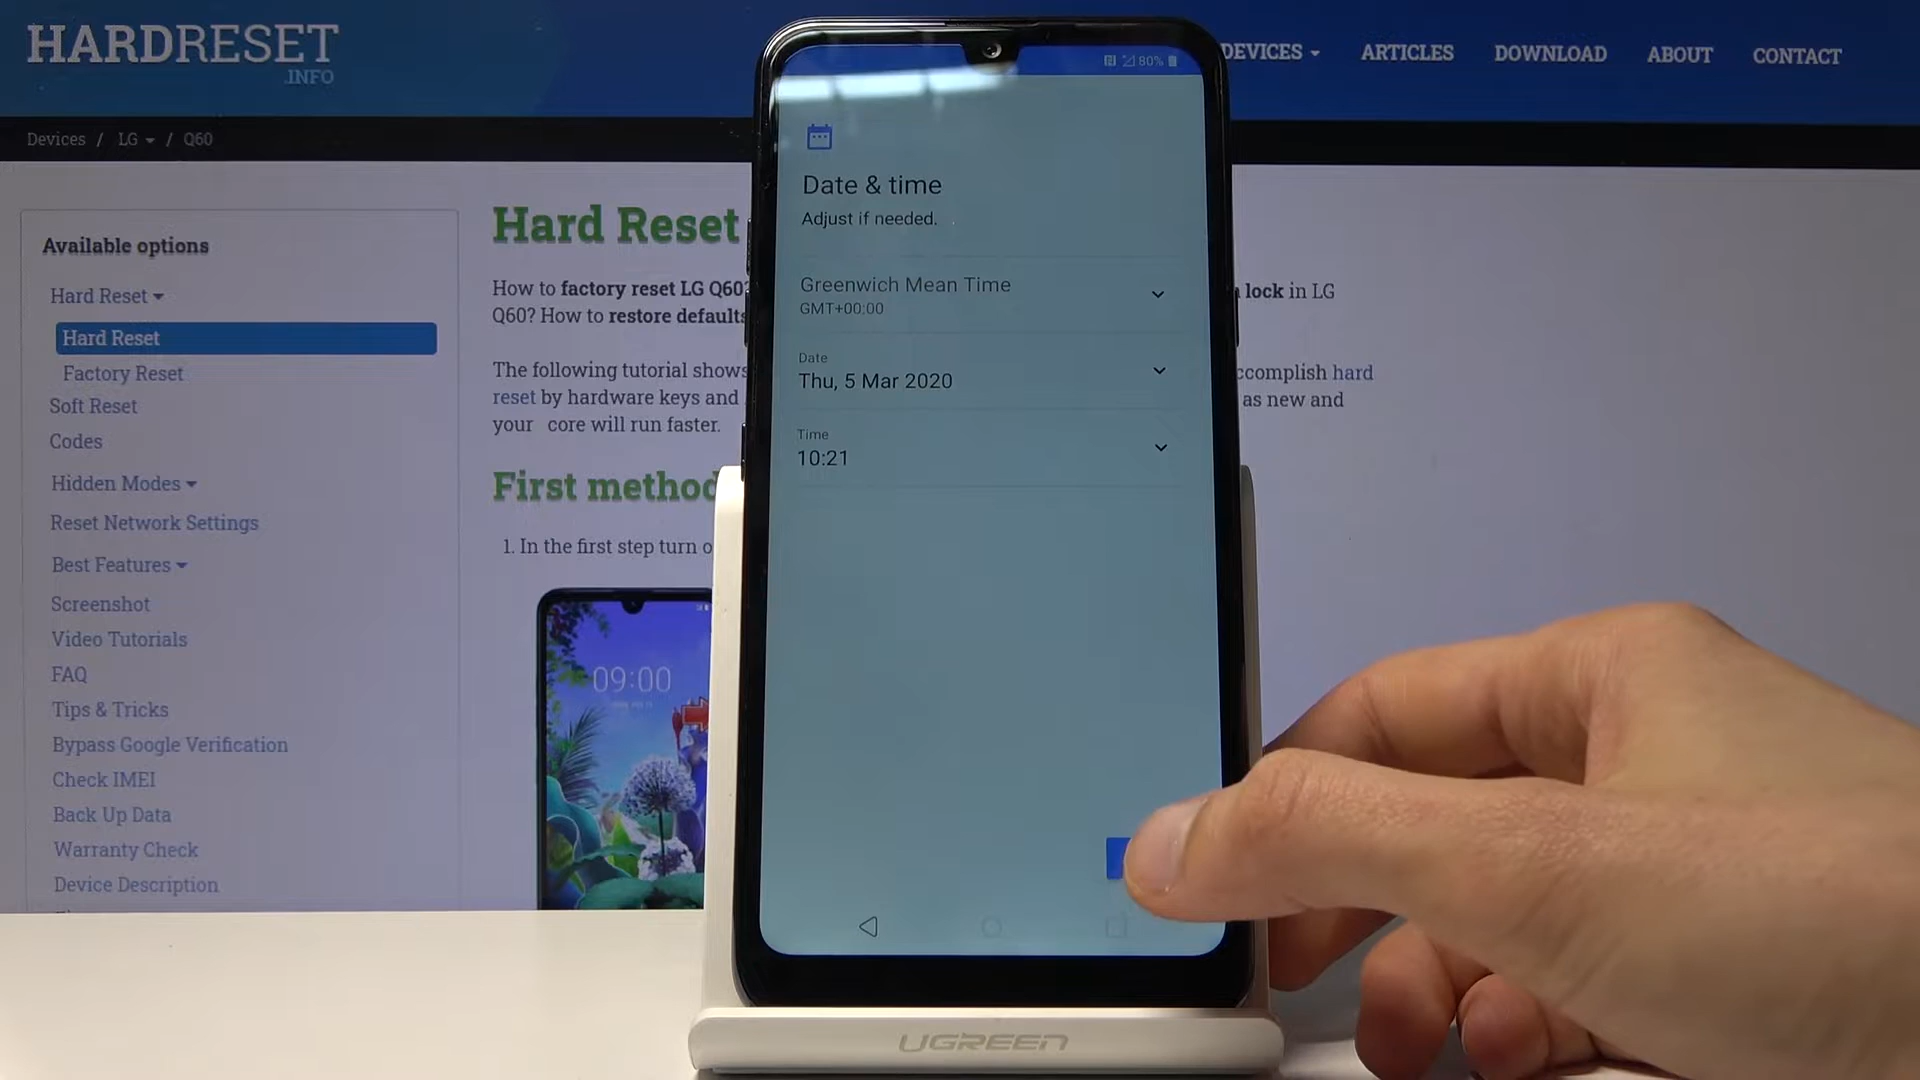 HARDRESET
.INFO
DEVICES
ARTICLES
DOWNLOAD
ABOUT
CONTACT
Devices / LG / Q60
Available options
Hard Reset
Hard Reset
Factory Reset
Soft Reset
Codes
Hidden Modes
Reset Network Settings
Best Features
Screenshot
Video Tutorials
FAQ
Tips & Tricks
Bypass Google Verification
Check IMEI
Back Up Data
Warranty Check
Device Description
Hard Reset
How to factory reset LG Q60? lock in LG
Q60? How to restore defaults
The following tutorial shows accomplish hard
reset by hardware keys and as new and
your core will run faster.
First method
1. In the first step turn
09:00
80%
Date & time
Adjust if needed.
Greenwich Mean Time
GMT+00:00
Date
Thu, 5 Mar 2020
Time
10:21
UGREEN